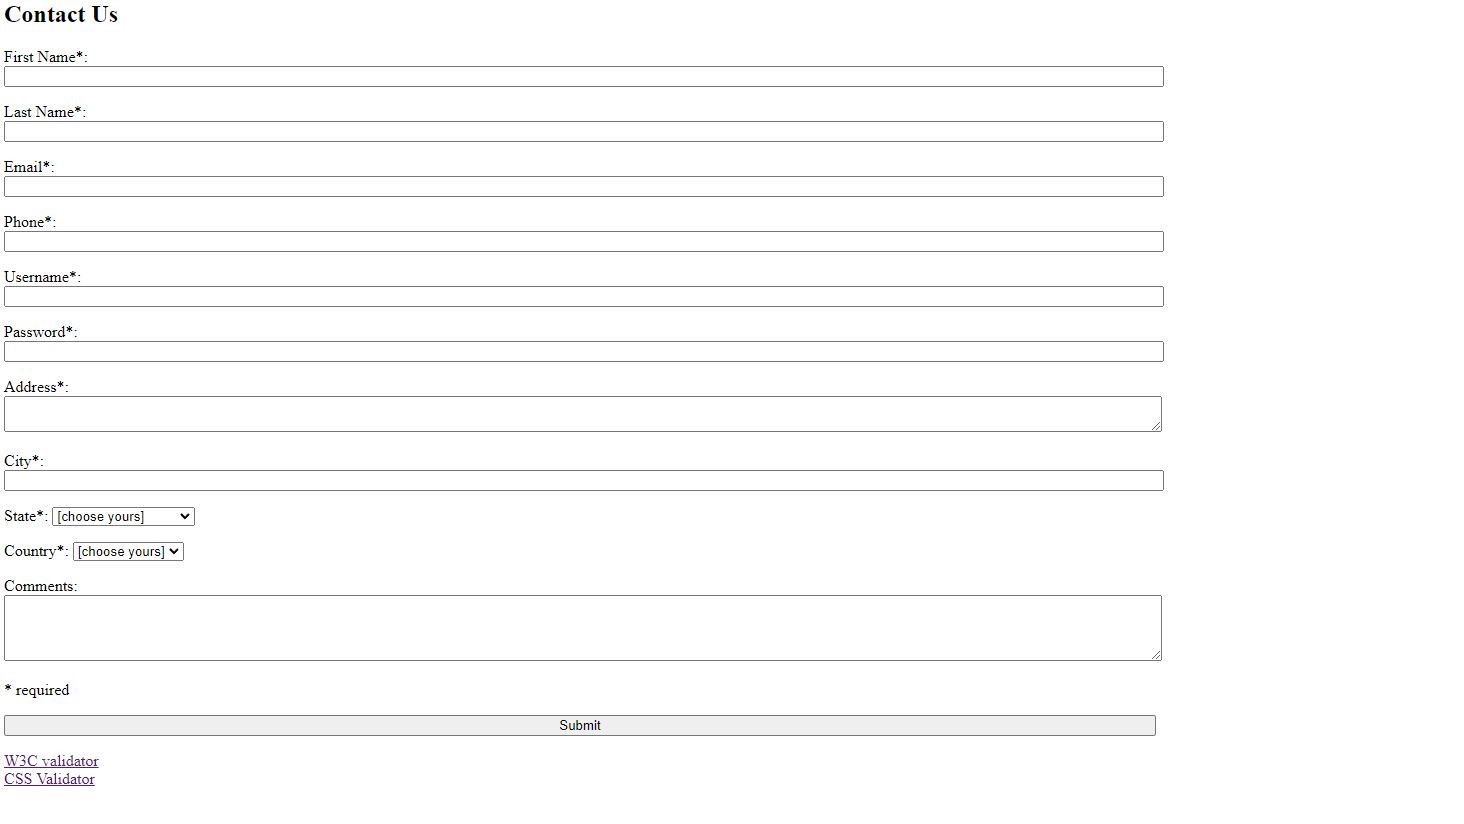 Contact Us
First Name*:
Last Name*:
Email*:
Phone*:
Username*:
Password*:
Address*:
City*:
State*: [choose yours]
Country*: [choose yours]
Comments:
* required
Submit
W3C validator
CSS Validator